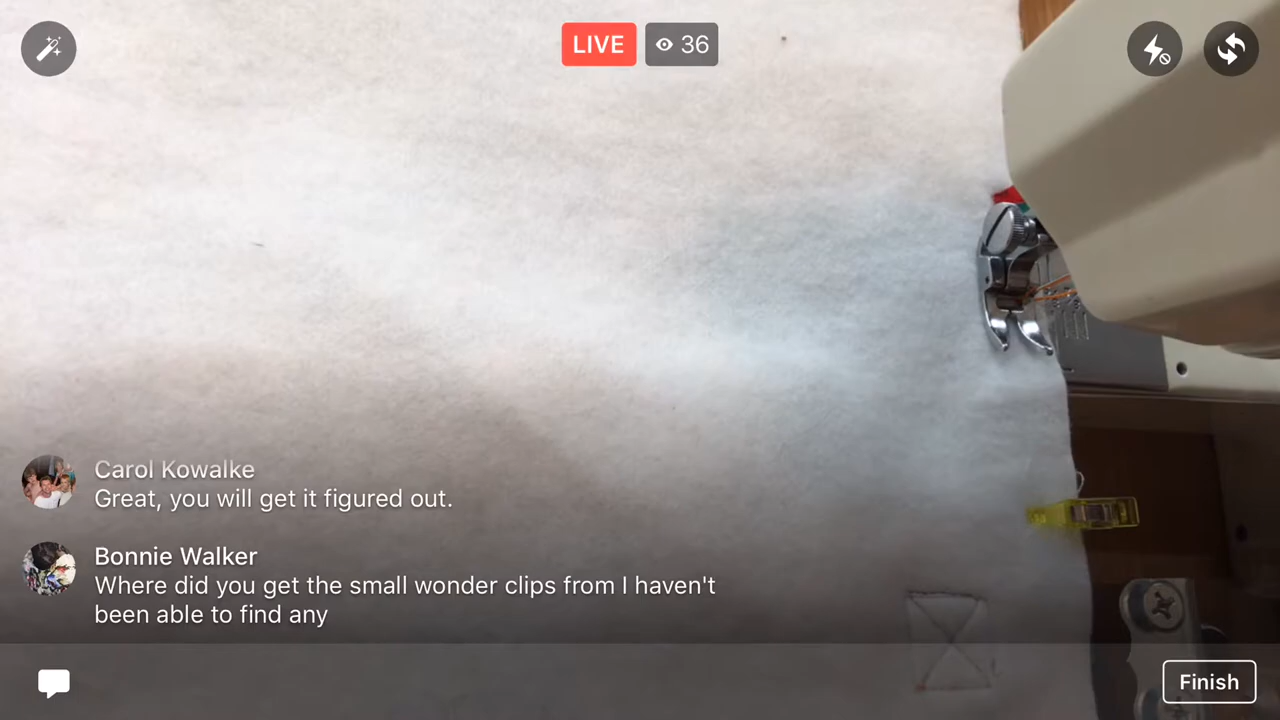 LIVE 36
Carol Kowalke
Great, you will get it figured out.
Bonnie Walker
Where did you get the small wonder clips from I haven't
been able to find any
Finish